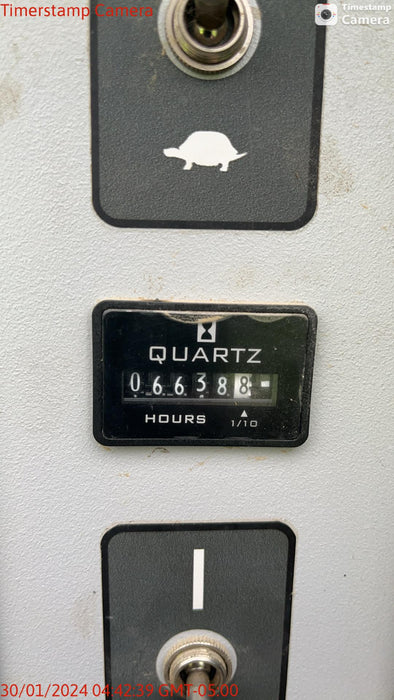 Timerstamp Camera
Timestamp
Camera
QUARTZ
066388
HOURS
1/10
30/01/2024 04:42:39 GMT-05:00